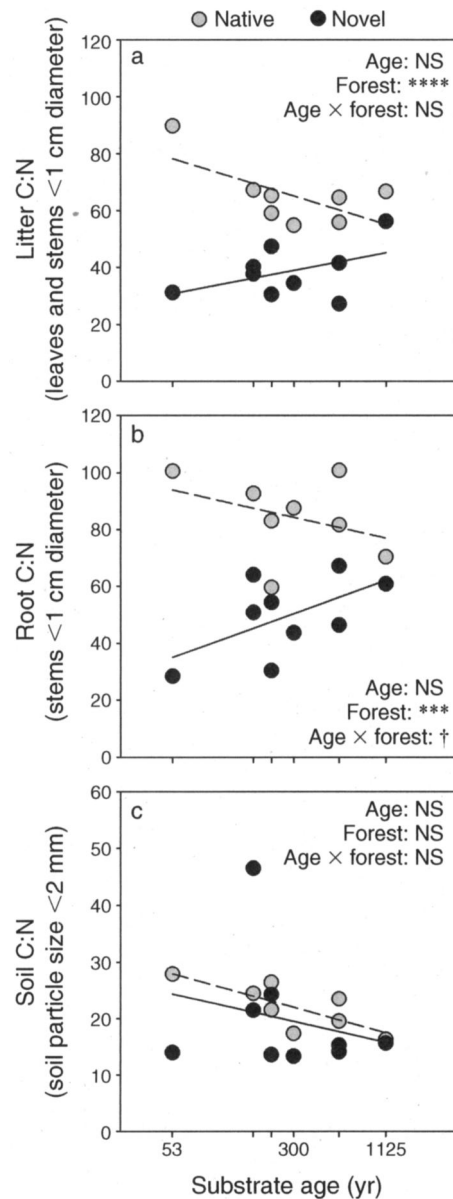 Native Novel
a
Age: NS
Forest: ****
Age × forest: NS
120
100
80
60
40
20
0
Litter C:N
(leaves and stems <1 cm diameter)
b
120
100
80
60
40
20
0
Root C:N
(stems <1 cm diameter)
Age: NS
Forest: ***
Age × forest: †
c
Age: NS
Forest: NS
Age × forest: NS
60
50
40
30
20
10
0
Soil C:N
(soil particle size <2 mm)
53 300 1125
Substrate age (yr)